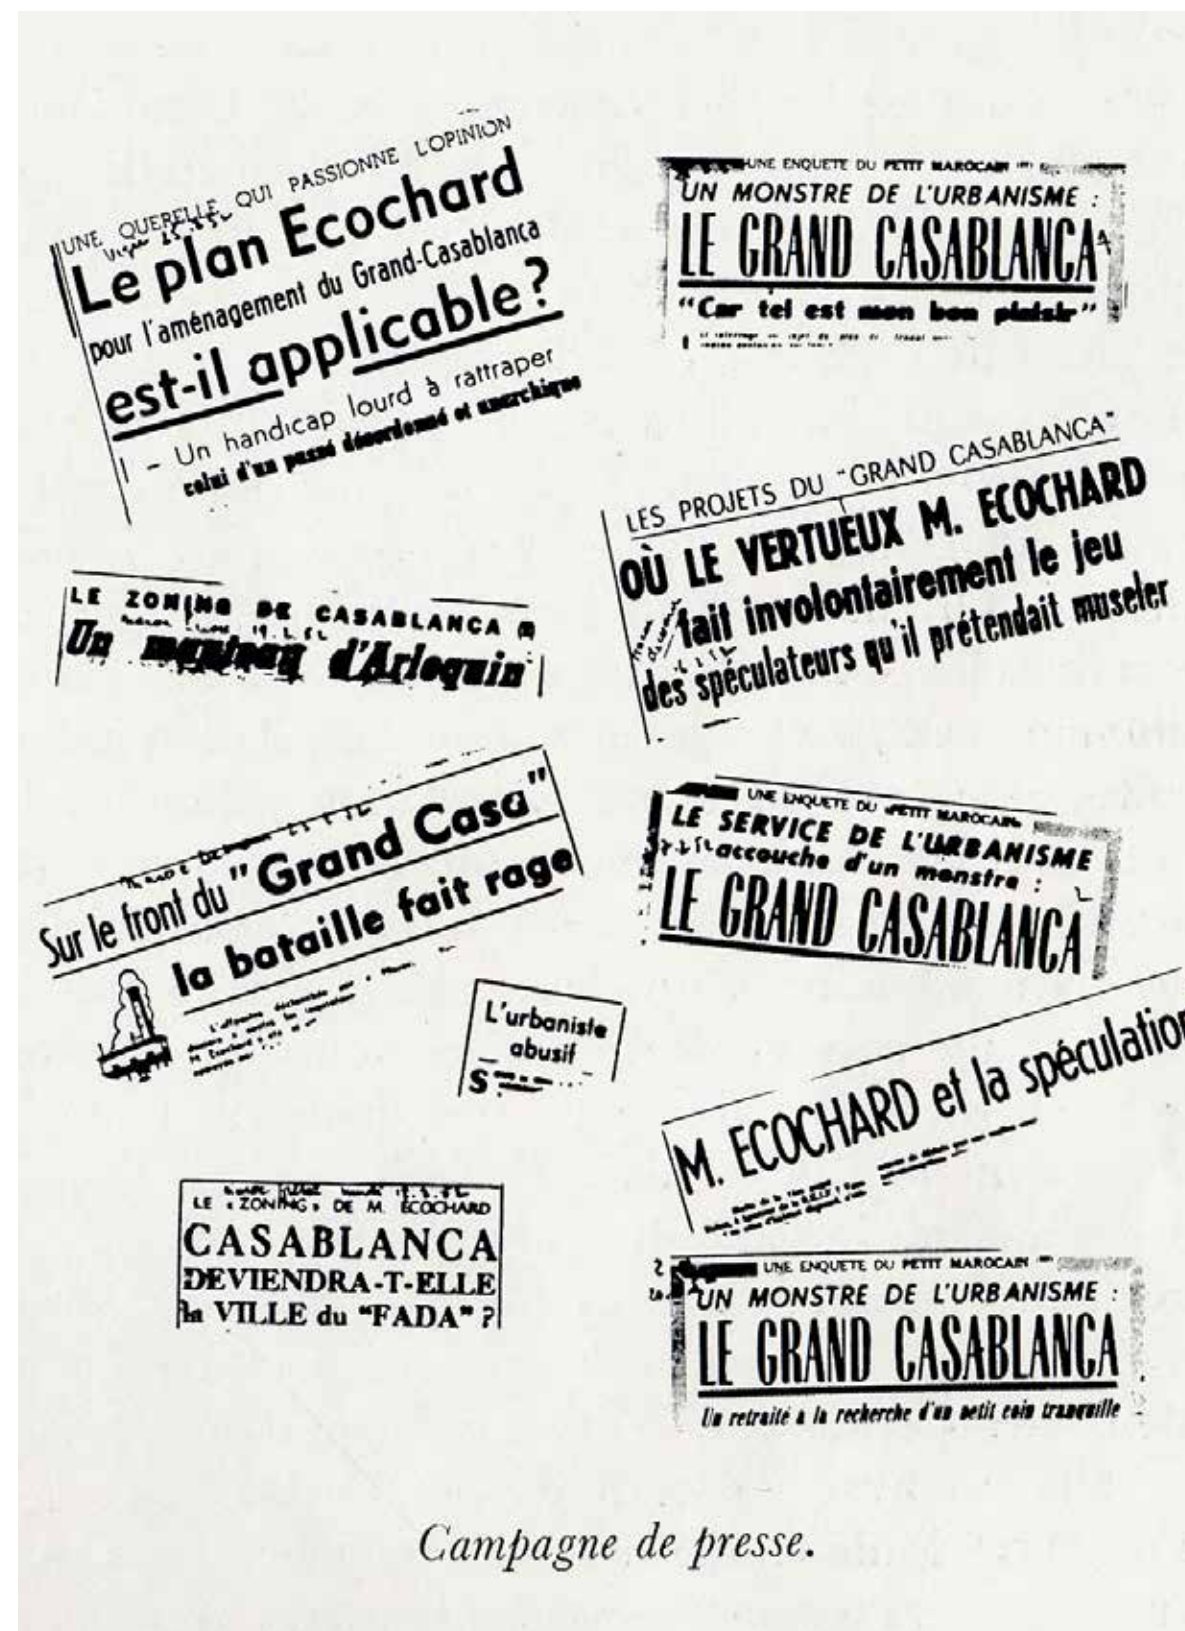 UNE QUERELLE QUI PASSIONNE L'OPINION
Le plan Ecochard
pour l'aménagement du Grand-Casablanca
est-il applicable?
- Un handicap lourd à rattraper
celui d'un passé désordonné et anarchique
UNE ENQUETE DU PETIT MAROCAIN
UN MONSTRE DE L'URBANISME :
LE GRAND CASABLANCA
"Car tel est mon bon plaisir"
LES PROJETS DU "GRAND CASABLANCA"
OÙ LE VERTUEUX M. ECOCHARD
fait involontairement le jeu
des spéculateurs qu'il prétendait museler
LE ZONING DE CASABLANCA
Un manteau d'Arlequin
Sur le front du "Grand Casa"
la bataille fait rage
UNE ENQUETE DU PETIT MAROCAIN
LE SERVICE DE L'URBANISME
accouche d'un monstre :
LE GRAND CASABLANCA
L'urbaniste
abusif
M. ECOCHARD et la spéculation
LE « ZONING » DE M. ECOCHARD
CASABLANCA
DEVIENDRA-T-ELLE
la VILLE du "FADA" ?
UNE ENQUETE DU PETIT MAROCAIN
UN MONSTRE DE L'URBANISME :
LE GRAND CASABLANCA
Un retraité à la recherche d'un petit coin tranquille
Campagne de presse.